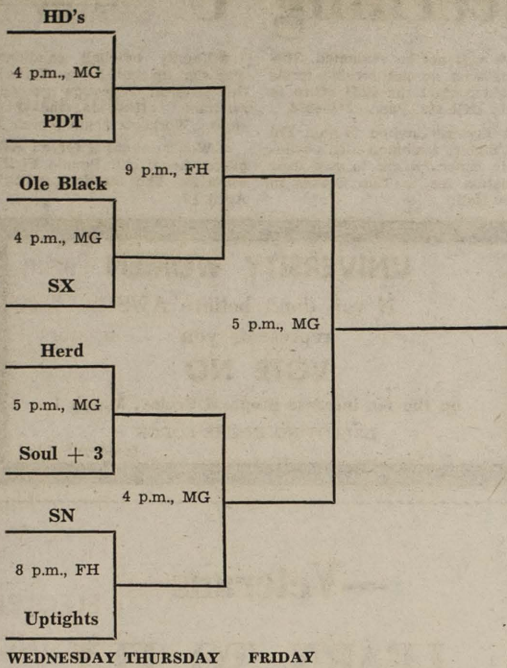 HD's
4 p.m., MG
PDT
9 p.m., FH
Ole Black
4 p.m., MG
SX
5 p.m., MG
Herd
5 p.m., MG
Soul + 3
4 p.m., MG
SN
8 p.m., FH
Uptights
WEDNESDAY THURSDAY FRIDAY